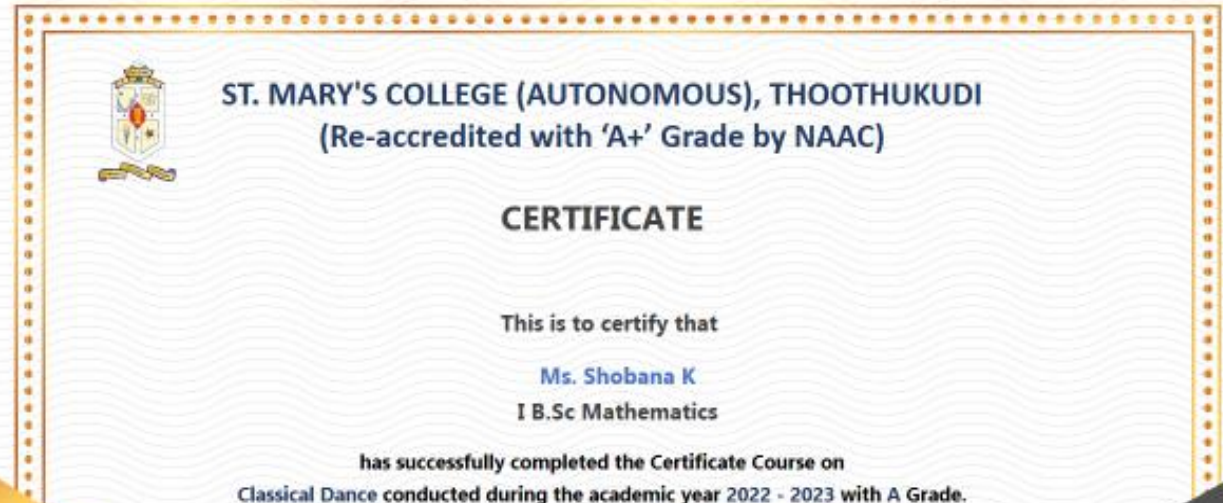 ST. MARY'S COLLEGE (AUTONOMOUS), THOOTHUKUDI
(Re-accredited with ‘A+’ Grade by NAAC)
CERTIFICATE
This is to certify that
Ms. Shobana K
I B.Sc Mathematics
has successfully completed the Certificate Course on
Classical Dance conducted during the academic year 2022 - 2023 with A Grade.